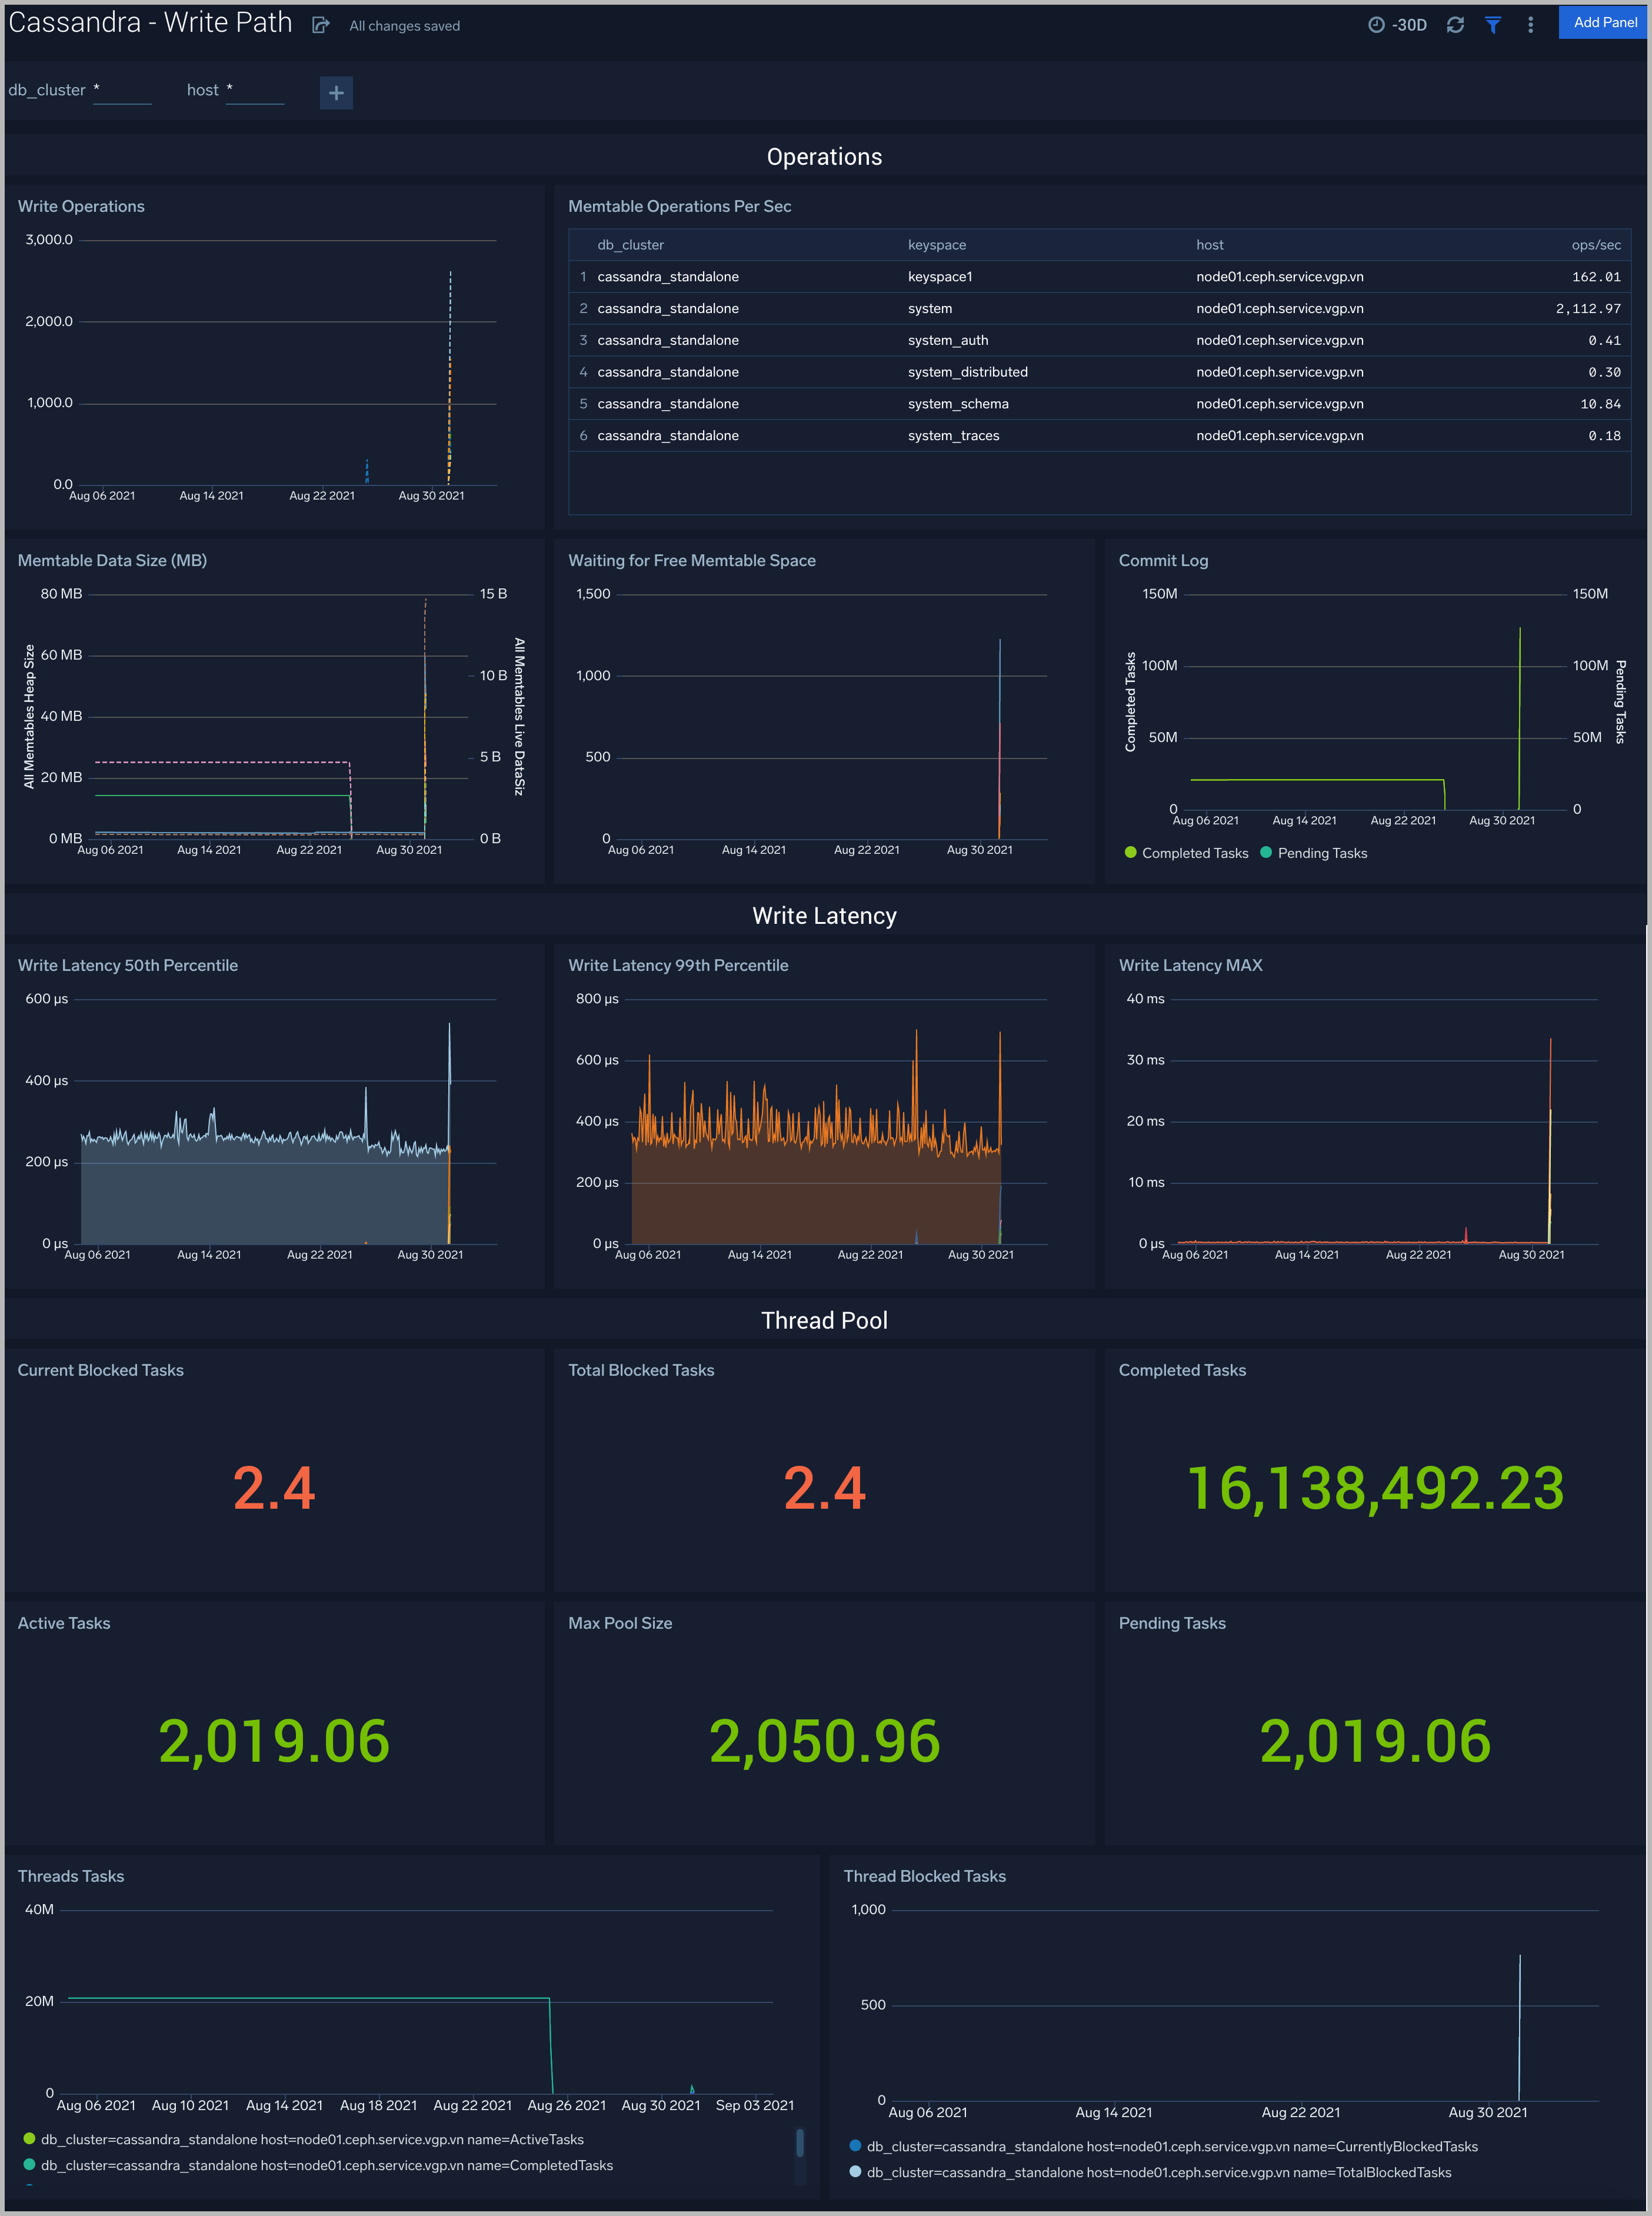 Cassandra - Write Path All changes saved -30D Add Panel
db_cluster * host *
Operations
Write Operations
3,000.0
2,000.0
1,000.0
0.0
Aug 06 2021 Aug 14 2021 Aug 22 2021 Aug 30 2021
Memtable Operations Per Sec
db_cluster keyspace host ops/sec
1 cassandra_standalone keyspace1 node01.ceph.service.vgp.vn 162.01
2 cassandra_standalone system node01.ceph.service.vgp.vn 2,112.97
3 cassandra_standalone system_auth node01.ceph.service.vgp.vn 0.41
4 cassandra_standalone system_distributed node01.ceph.service.vgp.vn 0.30
5 cassandra_standalone system_schema node01.ceph.service.vgp.vn 10.84
6 cassandra_standalone system_traces node01.ceph.service.vgp.vn 0.18
Memtable Data Size (MB)
All Memtables Heap Size
80 MB
60 MB
40 MB
20 MB
0 MB
15 B
10 B
5 B
0 B
All Memtables Live DataSiz
Aug 06 2021 Aug 14 2021 Aug 22 2021 Aug 30 2021
Waiting for Free Memtable Space
1,500
1,000
500
0
Aug 06 2021 Aug 14 2021 Aug 22 2021 Aug 30 2021
Commit Log
Completed Tasks
150M
100M
50M
0
150M
100M
50M
0
Pending Tasks
Aug 06 2021 Aug 14 2021 Aug 22 2021 Aug 30 2021
Completed Tasks Pending Tasks
Write Latency
Write Latency 50th Percentile
600 µs
400 µs
200 µs
0 µs
Aug 06 2021 Aug 14 2021 Aug 22 2021 Aug 30 2021
Write Latency 99th Percentile
800 µs
600 µs
400 µs
200 µs
0 µs
Aug 06 2021 Aug 14 2021 Aug 22 2021 Aug 30 2021
Write Latency MAX
40 ms
30 ms
20 ms
10 ms
0 µs
Aug 06 2021 Aug 14 2021 Aug 22 2021 Aug 30 2021
Thread Pool
Current Blocked Tasks
2.4
Total Blocked Tasks
2.4
Completed Tasks
16,138,492.23
Active Tasks
2,019.06
Max Pool Size
2,050.96
Pending Tasks
2,019.06
Threads Tasks
40M
20M
0
Aug 06 2021 Aug 10 2021 Aug 14 2021 Aug 18 2021 Aug 22 2021 Aug 26 2021 Aug 30 2021 Sep 03 2021
db_cluster=cassandra_standalone host=node01.ceph.service.vgp.vn name=ActiveTasks
db_cluster=cassandra_standalone host=node01.ceph.service.vgp.vn name=CompletedTasks
Thread Blocked Tasks
1,000
500
0
Aug 06 2021 Aug 14 2021 Aug 22 2021 Aug 30 2021
db_cluster=cassandra_standalone host=node01.ceph.service.vgp.vn name=CurrentlyBlockedTasks
db_cluster=cassandra_standalone host=node01.ceph.service.vgp.vn name=TotalBlockedTasks